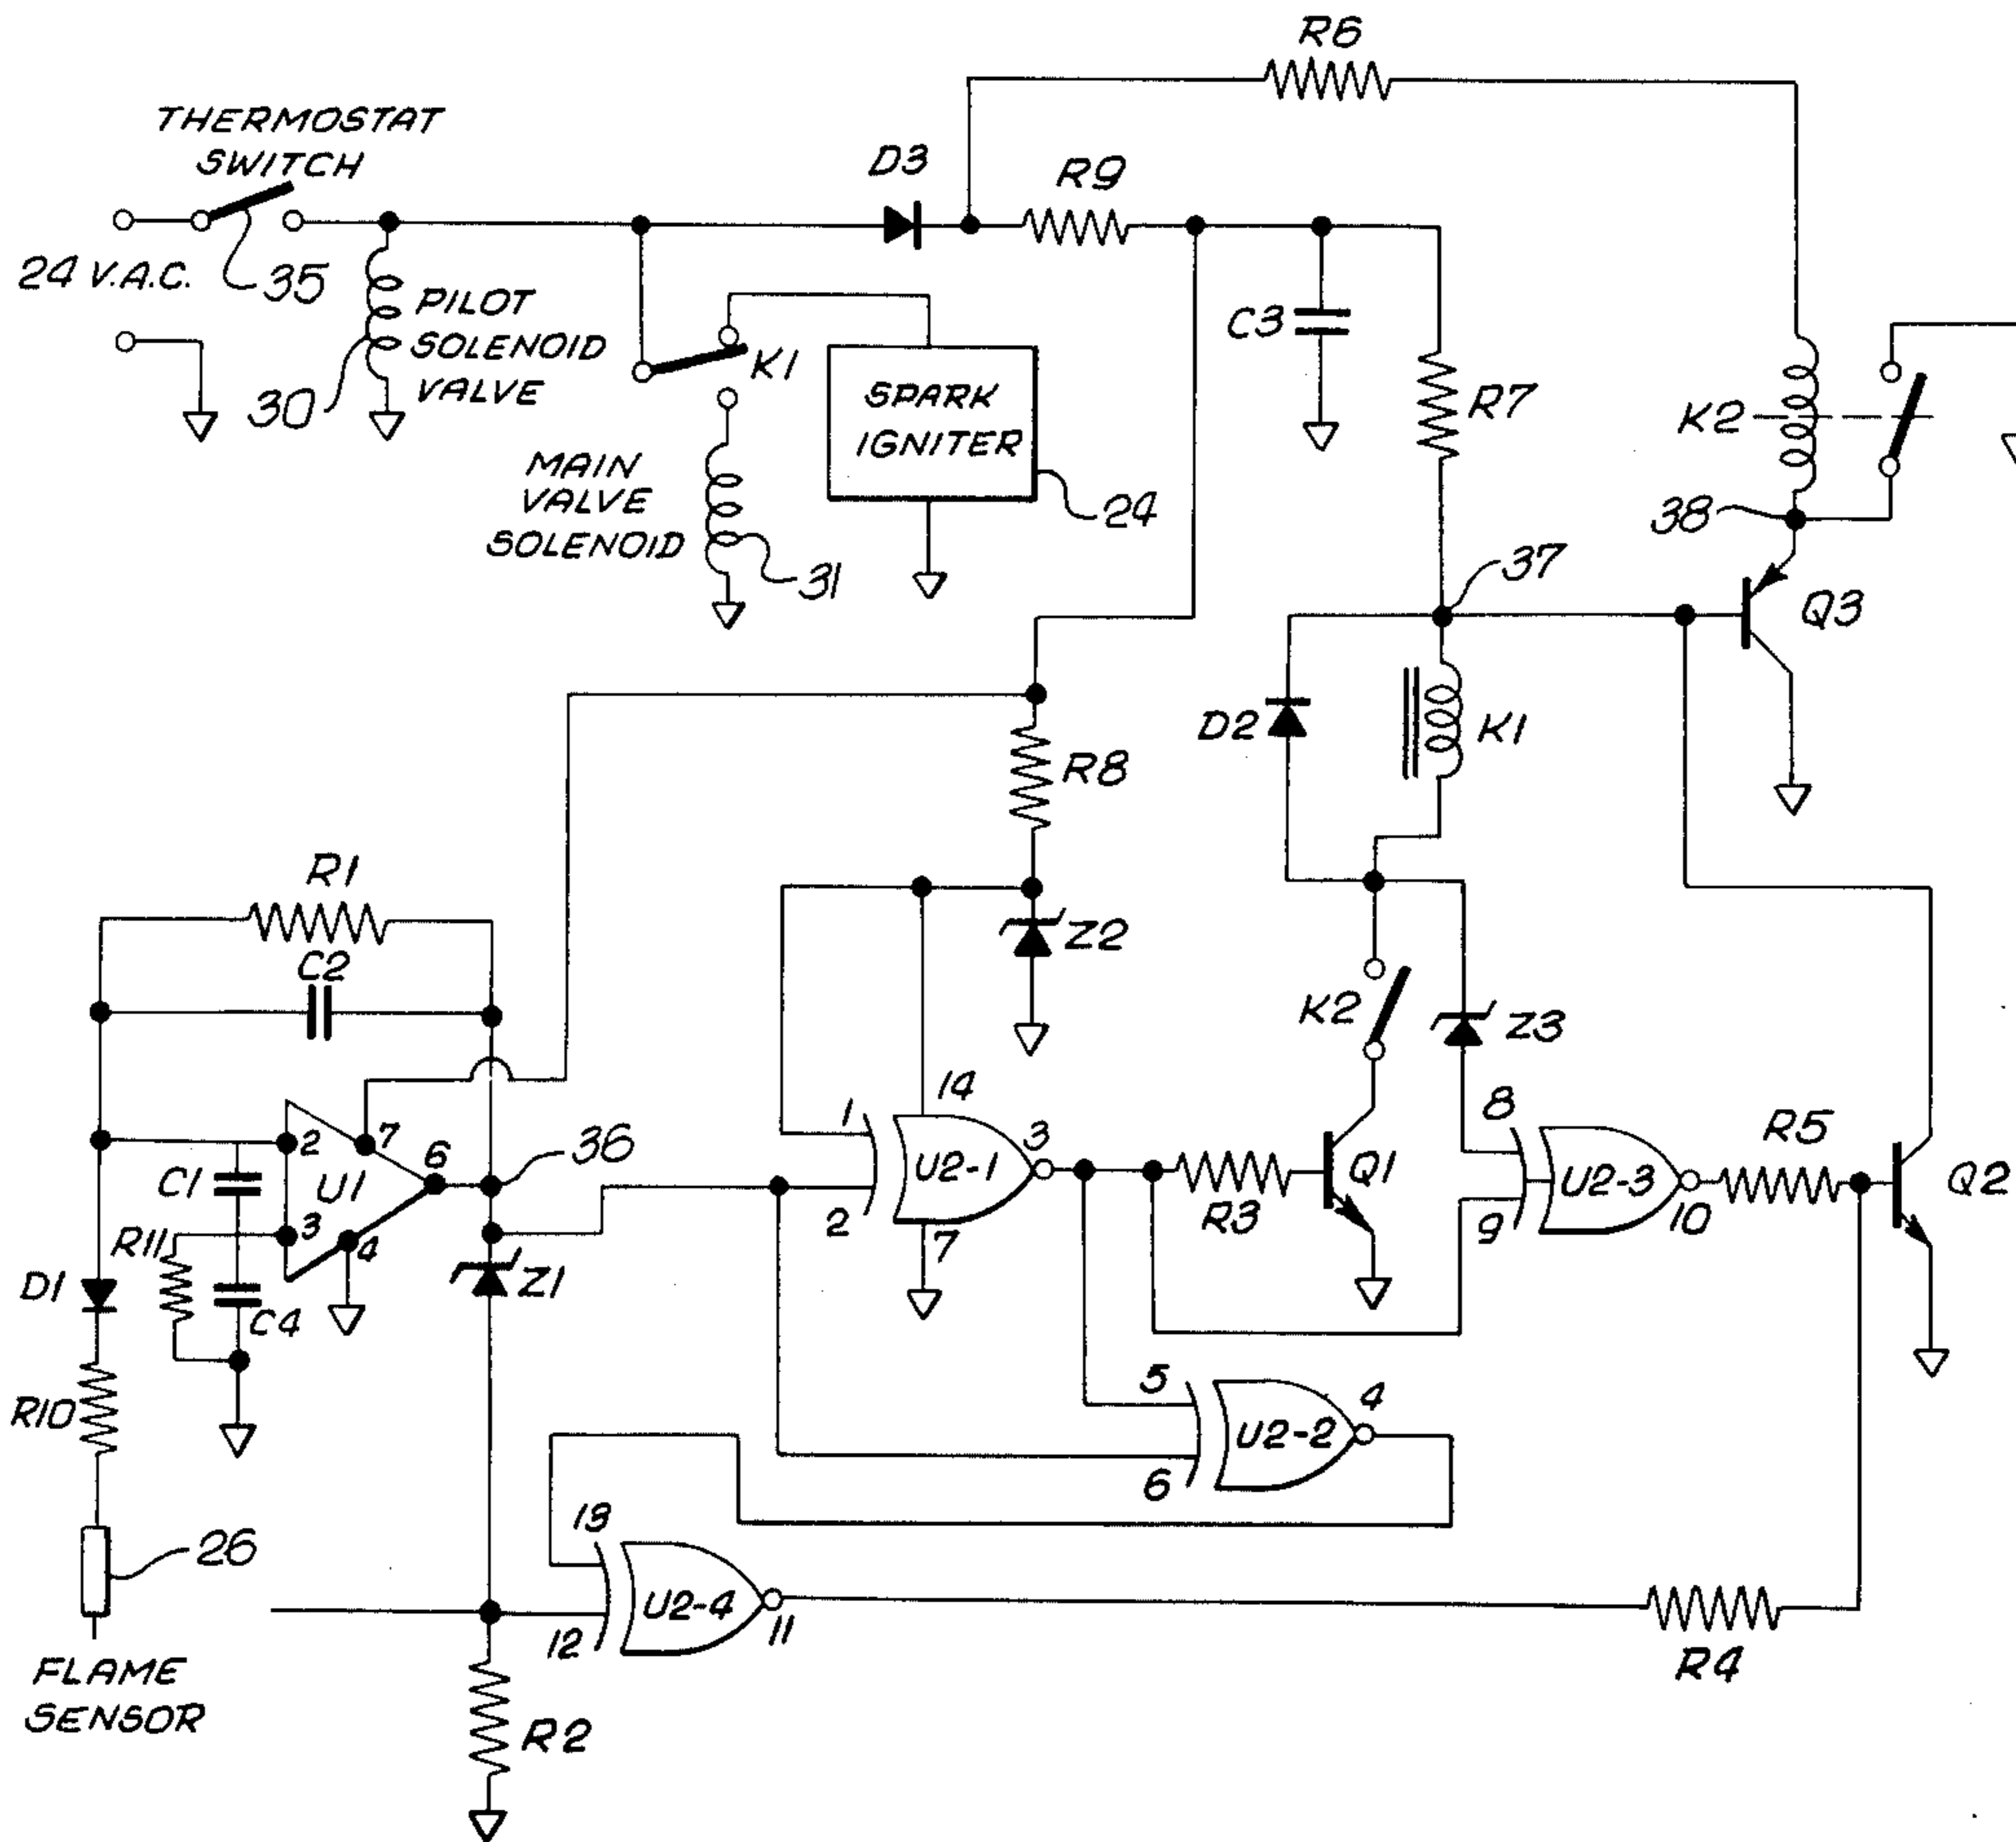 R6
THERMOSTAT
SWITCH
D3
R9
24 V.A.C.
35
PILOT
SOLENOID
VALVE
30
K1
SPARK
IGNITER
24
MAIN
VALVE
SOLENOID
31
C3
R7
K2
38
37
Q3
D2
K1
R8
R1
C2
Z2
K2
Z3
14
1
2
7
6
36
3
8
R5
C1
U1
U2-1
Q1
U2-3
Q2
3
R11
4
2
7
R3
9
10
D1
C4
Z1
R10
5
4
U2-2
6
13
26
U2-4
12
11
R4
FLAME
SENSOR
R2